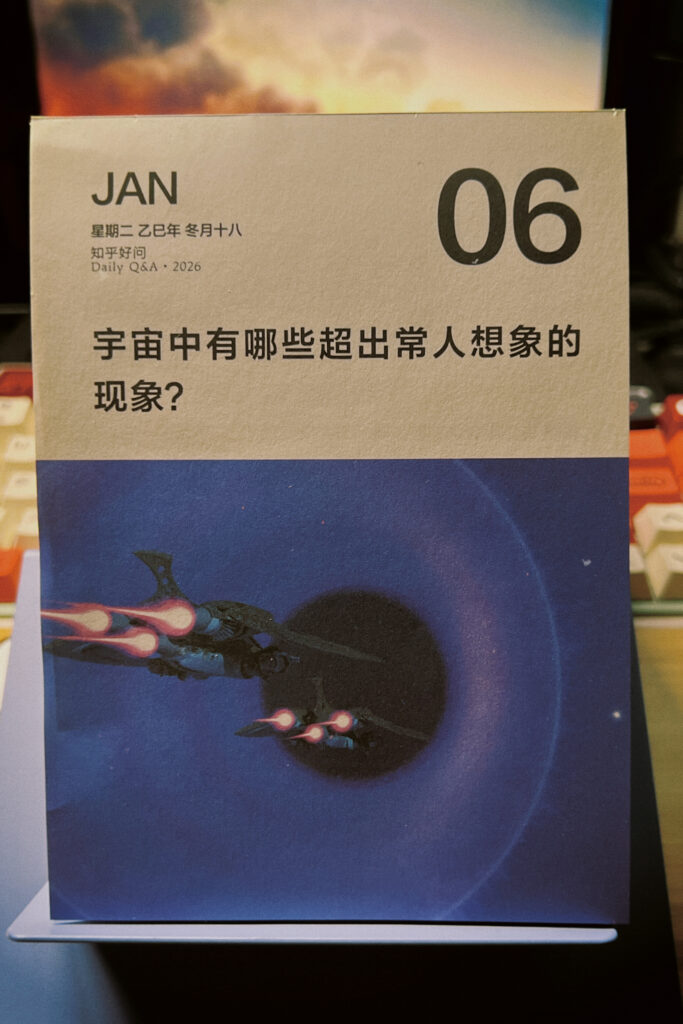 JAN
06
星期二 乙巳年 冬月十八
知乎好问
Daily Q&A • 2026
宇宙中有哪些超出常人想象的
现象?